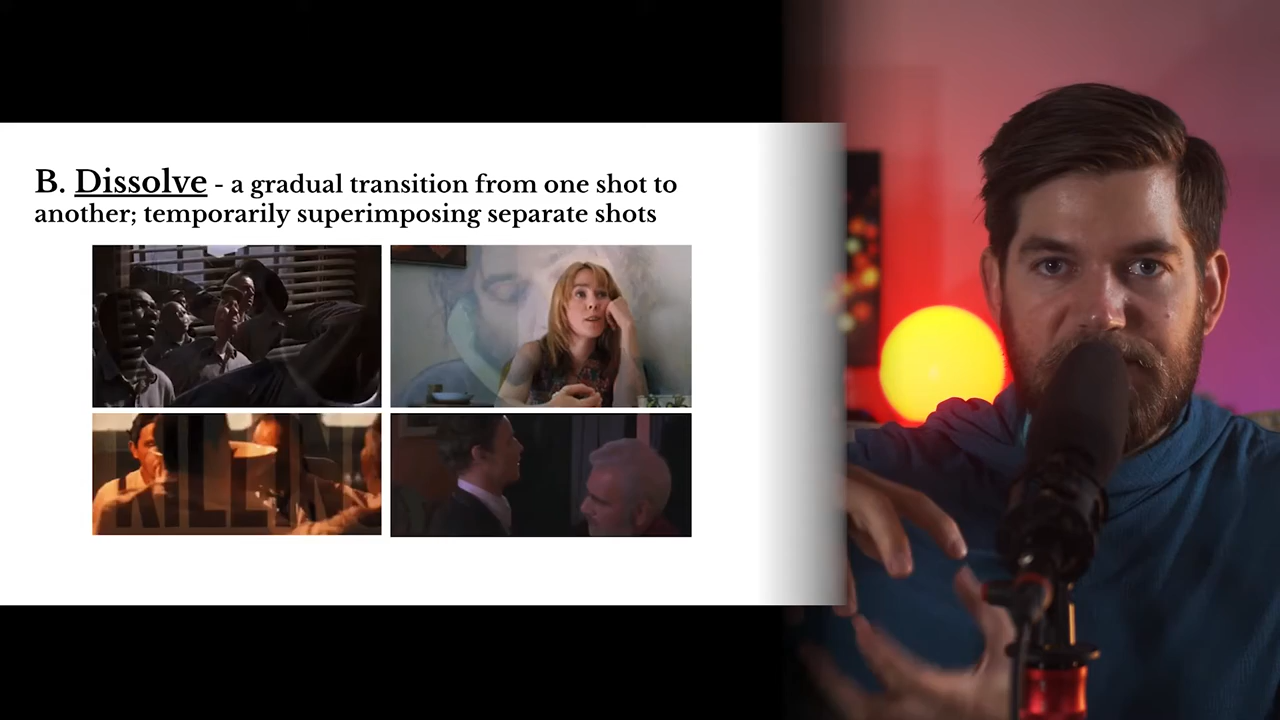 B. Dissolve - a gradual transition from one shot to
another; temporarily superimposing separate shots